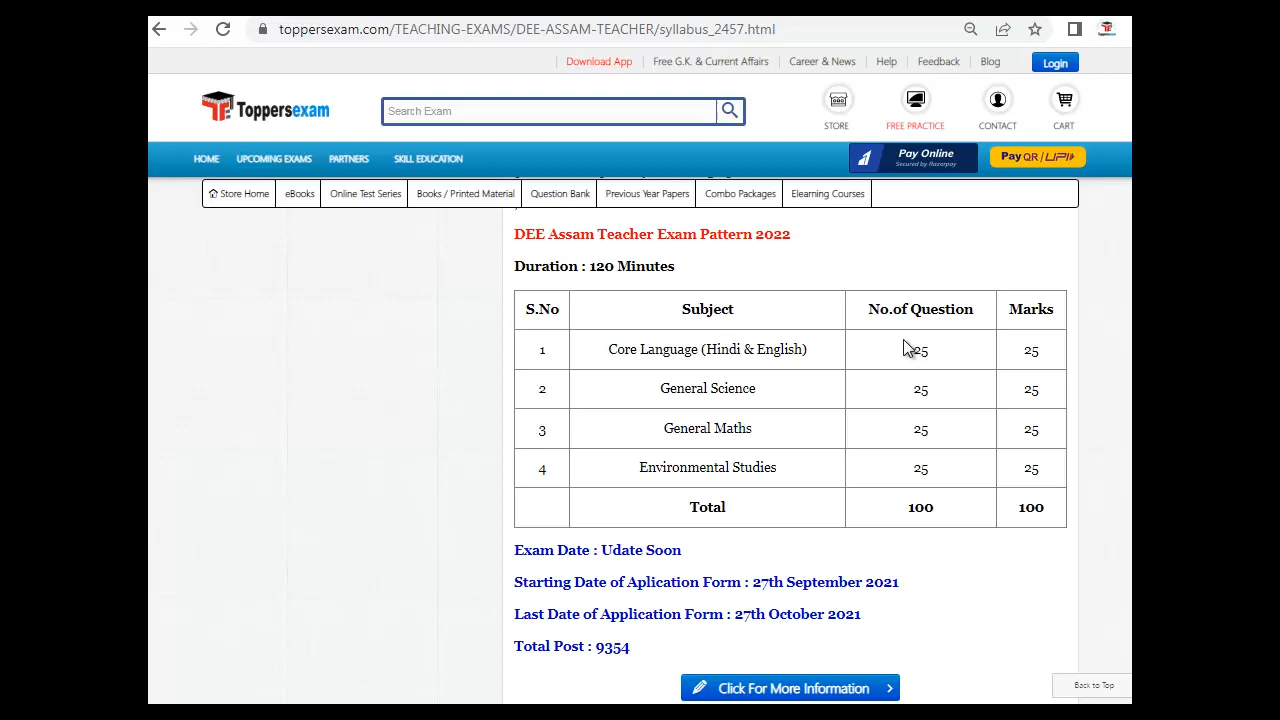 toppersexam.com/TEACHING-EXAMS/DEE-ASSAM-TEACHER/syllabus_2457.html
Download App Free G.K. & Current Affairs Career & News Help Feedback Blog Login
Toppersexam Search Exam
STORE FREE PRACTICE CONTACT CART
HOME UPCOMING EXAMS PARTNERS SKILL EDUCATION Pay Online Secured by Razorpay Pay QR / UPI
Store Home eBooks Online Test Series Books / Printed Material Question Bank Previous Year Papers Combo Packages Elearning Courses
DEE Assam Teacher Exam Pattern 2022
Duration : 120 Minutes
S.No Subject No.of Question Marks
1 Core Language (Hindi & English) 25 25
2 General Science 25 25
3 General Maths 25 25
4 Environmental Studies 25 25
Total 100 100
Exam Date : Udate Soon
Starting Date of Aplication Form : 27th September 2021
Last Date of Application Form : 27th October 2021
Total Post : 9354
Click For More Information
Back to Top